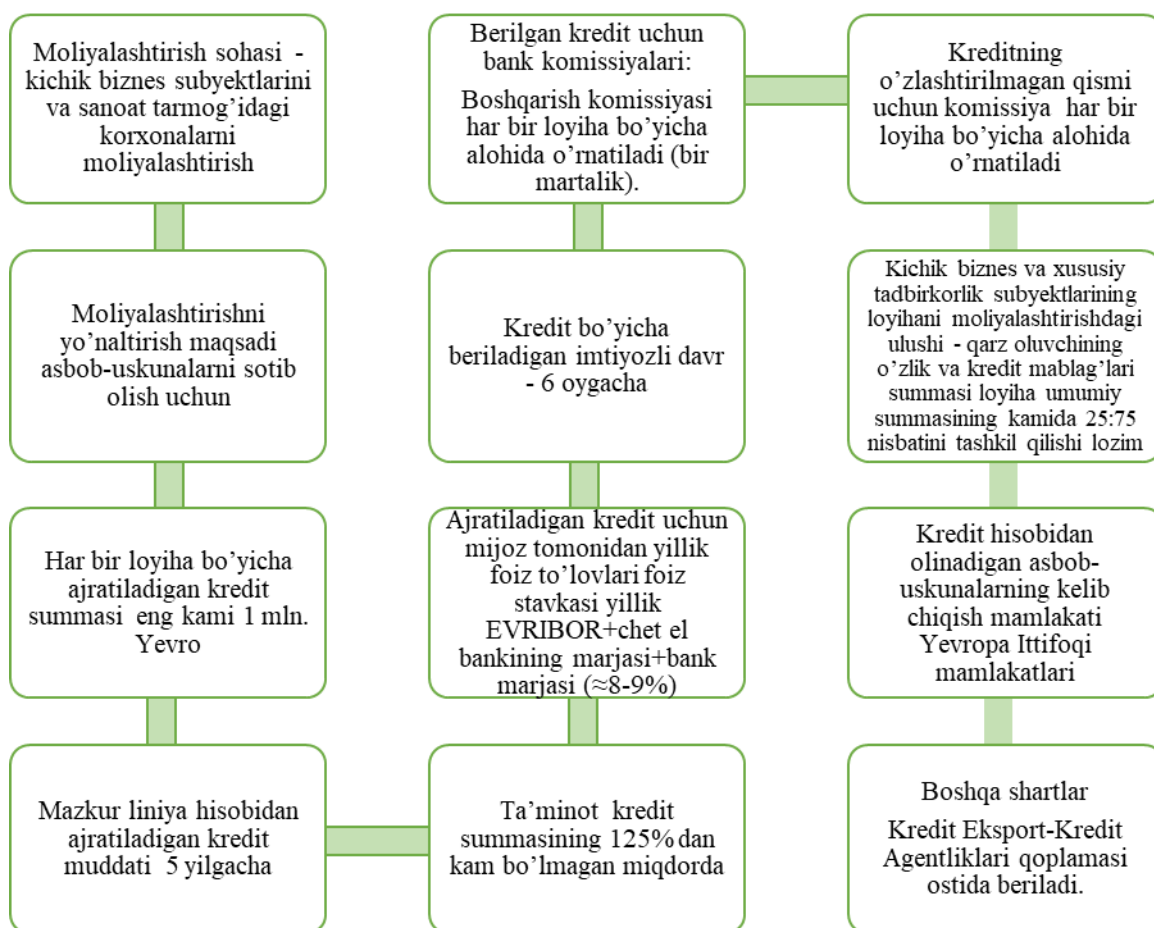 Moliyalashtirish sohasi -
kichik biznes subyektlarini
va sanoat tarmog’idagi
korxonalarni
moliyalashtirish
Moliyalashtirishni
yo’naltirish maqsadi
asbob-uskunalarni sotib
olish uchun
Har bir loyiha bo’yicha
ajratiladigan kredit
summasi eng kami 1 mln.
Yevro
Mazkur liniya hisobidan
ajratiladigan kredit
muddati 5 yilgacha
Ta’minot kredit
summasining 125% dan
kam bo’lmagan miqdorda
Ajratiladigan kredit uchun
mijoz tomonidan yillik
foiz to’lovlari foiz
stavkasi yillik
EVRIBOR+chet el
bankining marjasi+bank
marjasi (≈8-9%)
Kredit bo’yicha
beriladigan imtiyozli davr
- 6 oygacha
Berilgan kredit uchun
bank komissiyalari:
Boshqarish komissiyasi
har bir loyiha bo’yicha
alohida o’rnatiladi (bir
martalik).
Kreditning
o’zlashtirilmagan qismi
uchun komissiya har bir
loyiha bo’yicha alohida
o’rnatiladi
Kichik biznes va xususiy
tadbirkorlik subyektlarining
loyihani moliyalashtirishdagi
ulushi - qarz oluvchining
o’zlik va kredit mablag’lari
summasi loyiha umumiy
summasining kamida 25:75
nisbatini tashkil qilishi lozim
Kredit hisobidan
olinadigan asbob-
uskunalarning kelib
chiqish mamlakati
Yevropa Ittifoqi
mamlakatlari
Boshqa shartlar
Kredit Eksport-Kredit
Agentliklari qoplamasi
ostida beriladi.